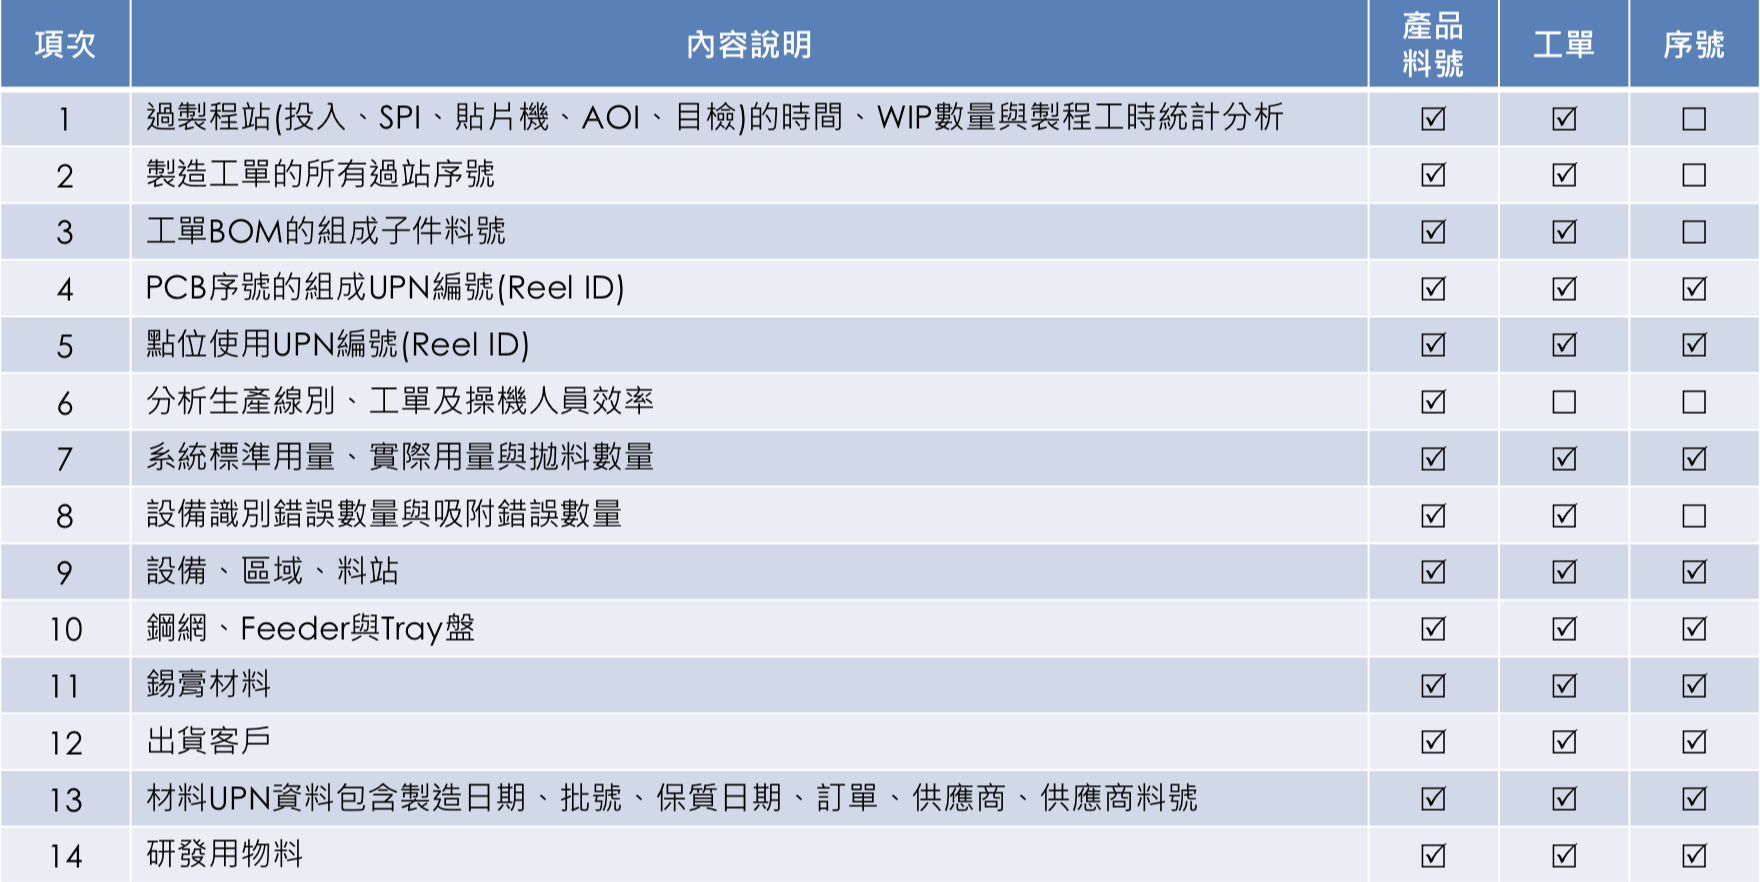 項次 內容說明 產品料號 工單 序號
1 過製程站(投入、SPI、貼片機、AOI、目檢)的時間、WIP數量與製程工時統計分析 ☑ ☑ ☐
2 製造工單的所有過站序號 ☑ ☑ ☐
3 工單BOM的組成子件料號 ☑ ☑ ☐
4 PCB序號的組成UPN編號(Reel ID) ☑ ☑ ☑
5 點位使用UPN編號(Reel ID) ☑ ☑ ☑
6 分析生產線別、工單及操機人員效率 ☑ ☐ ☐
7 系統標準用量、實際用量與拋料數量 ☑ ☑ ☑
8 設備識別錯誤數量與吸附錯誤數量 ☑ ☑ ☐
9 設備、區域、料站 ☑ ☑ ☑
10 鋼網、Feeder與Tray盤 ☑ ☑ ☑
11 錫膏材料 ☑ ☑ ☑
12 出貨客戶 ☑ ☑ ☑
13 材料UPN資料包含製造日期、批號、保質日期、訂單、供應商、供應商料號 ☑ ☑ ☑
14 研發用物料 ☑ ☑ ☑